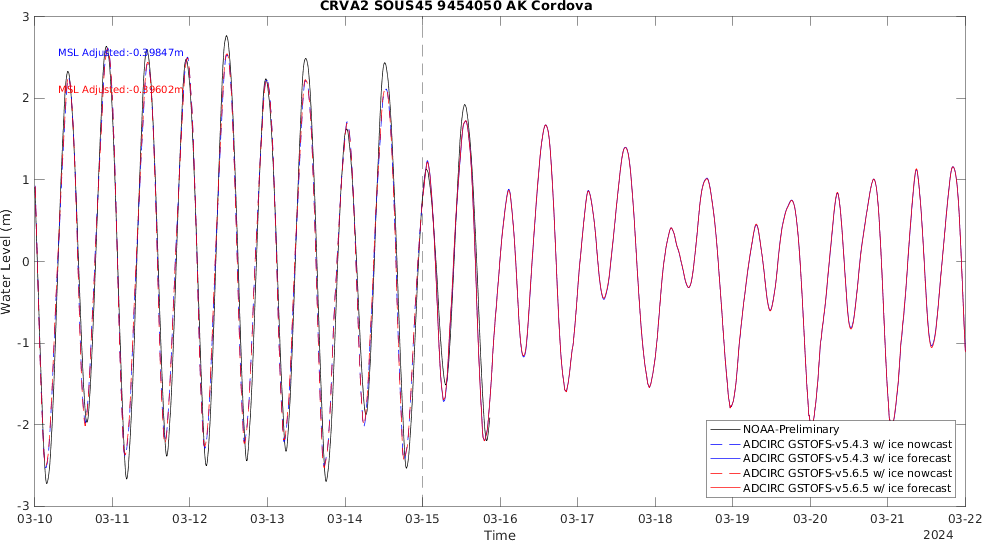 CRVA2 SOUS45 9454050 AK Cordova
MSL Adjusted:-0.39847m
MSL Adjusted:-0.39602m
Water Level (m)
3
2
1
0
-1
-2
-3
NOAA-Preliminary
ADCIRC GSTOFS-v5.4.3 w/ ice nowcast
ADCIRC GSTOFS-v5.4.3 w/ ice forecast
ADCIRC GSTOFS-v5.6.5 w/ ice nowcast
ADCIRC GSTOFS-v5.6.5 w/ ice forecast
03-10 03-11 03-12 03-13 03-14 03-15 03-16 03-17 03-18 03-19 03-20 03-21 03-22
Time
2024